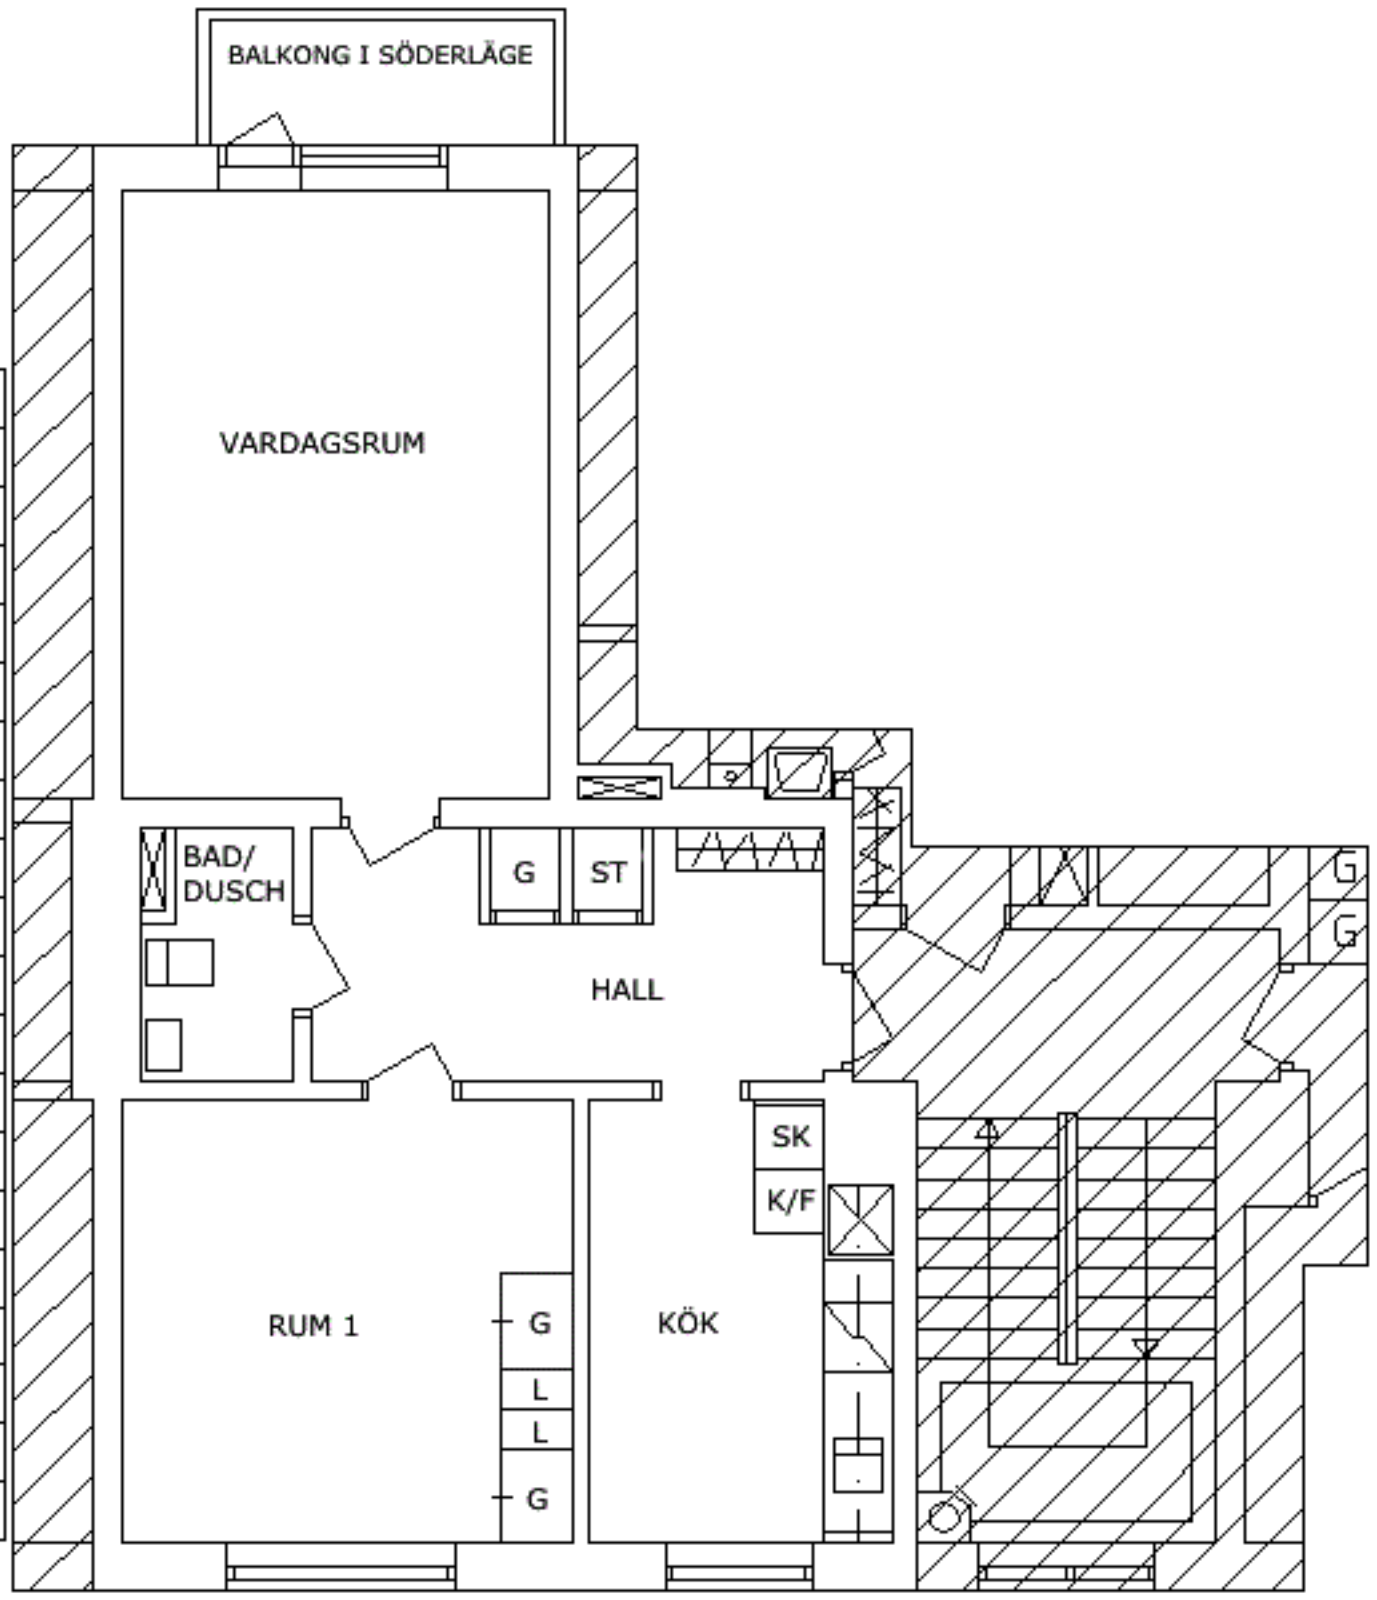 BALKONG I SÖDERLÄGE
VARDAGSRUM
BAD/
DUSCH
G
ST
G
G
HALL
SK
K/F
RUM 1
G
L
L
G
KÖK